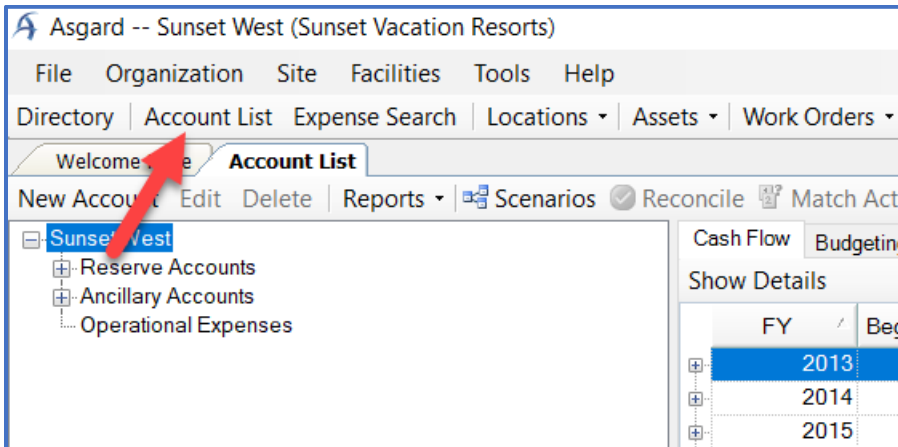 Asgard -- Sunset West (Sunset Vacation Resorts)
File Organization Site Facilities Tools Help
Directory Account List Expense Search Locations Assets Work Orders
Welcome Account List
New Edit Delete Reports Scenarios Reconcile Match
Sunset West
Cash Flow
Reserve Accounts
Show Details
Ancillary Accounts
Operational Expenses
FY
2013
2014
2015